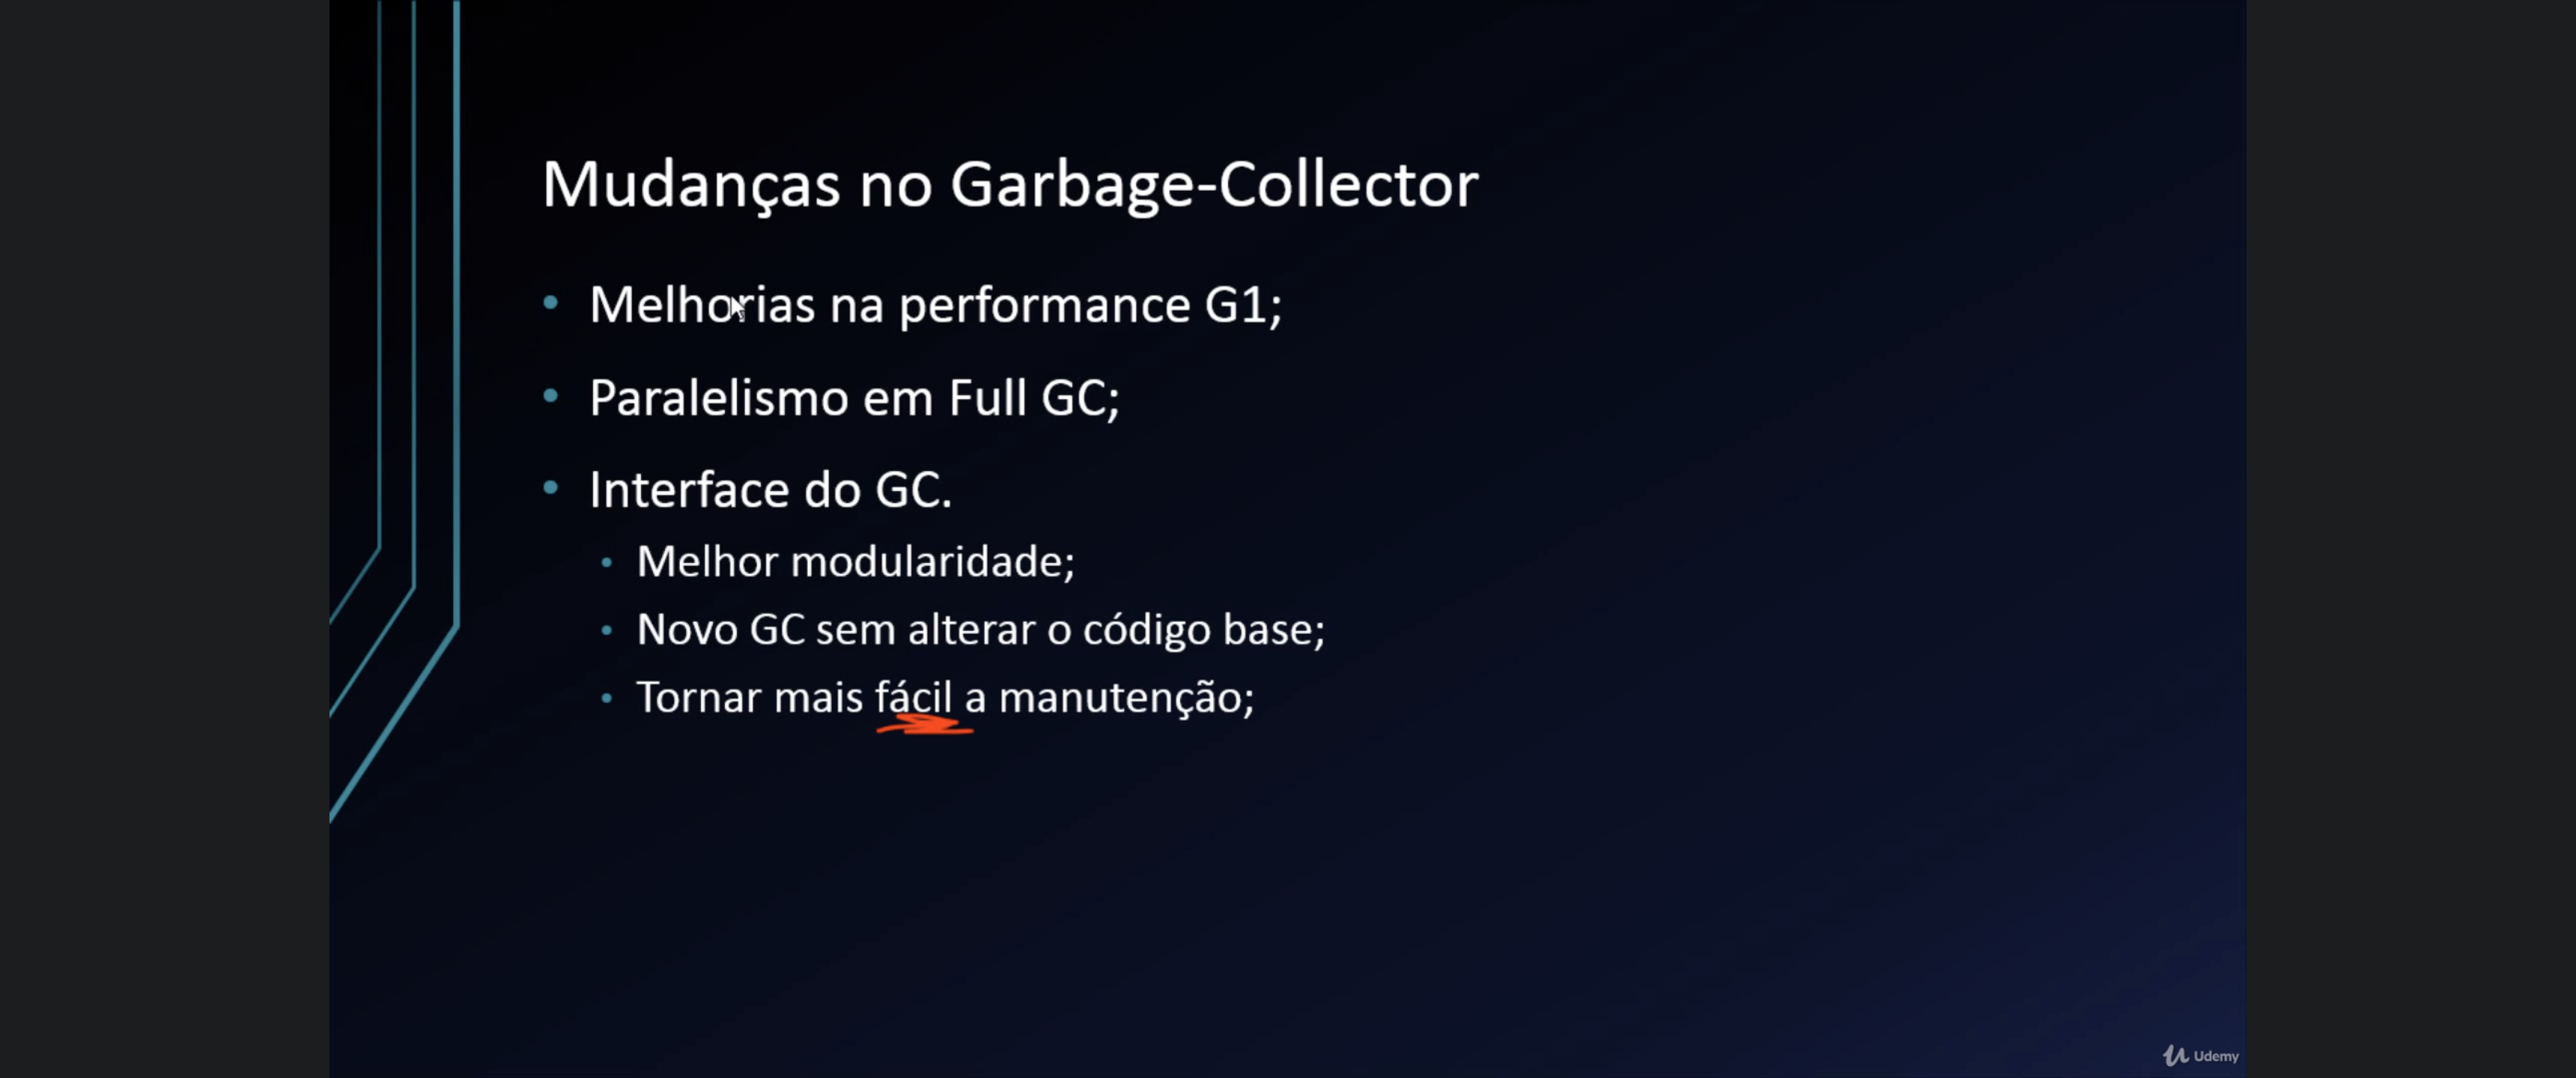 Mudanças no Garbage-Collector
• Melhorias na performance G1;
• Paralelismo em Full GC;
• Interface do GC.
• Melhor modularidade;
• Novo GC sem alterar o código base;
• Tornar mais fácil a manutenção;
Udemy